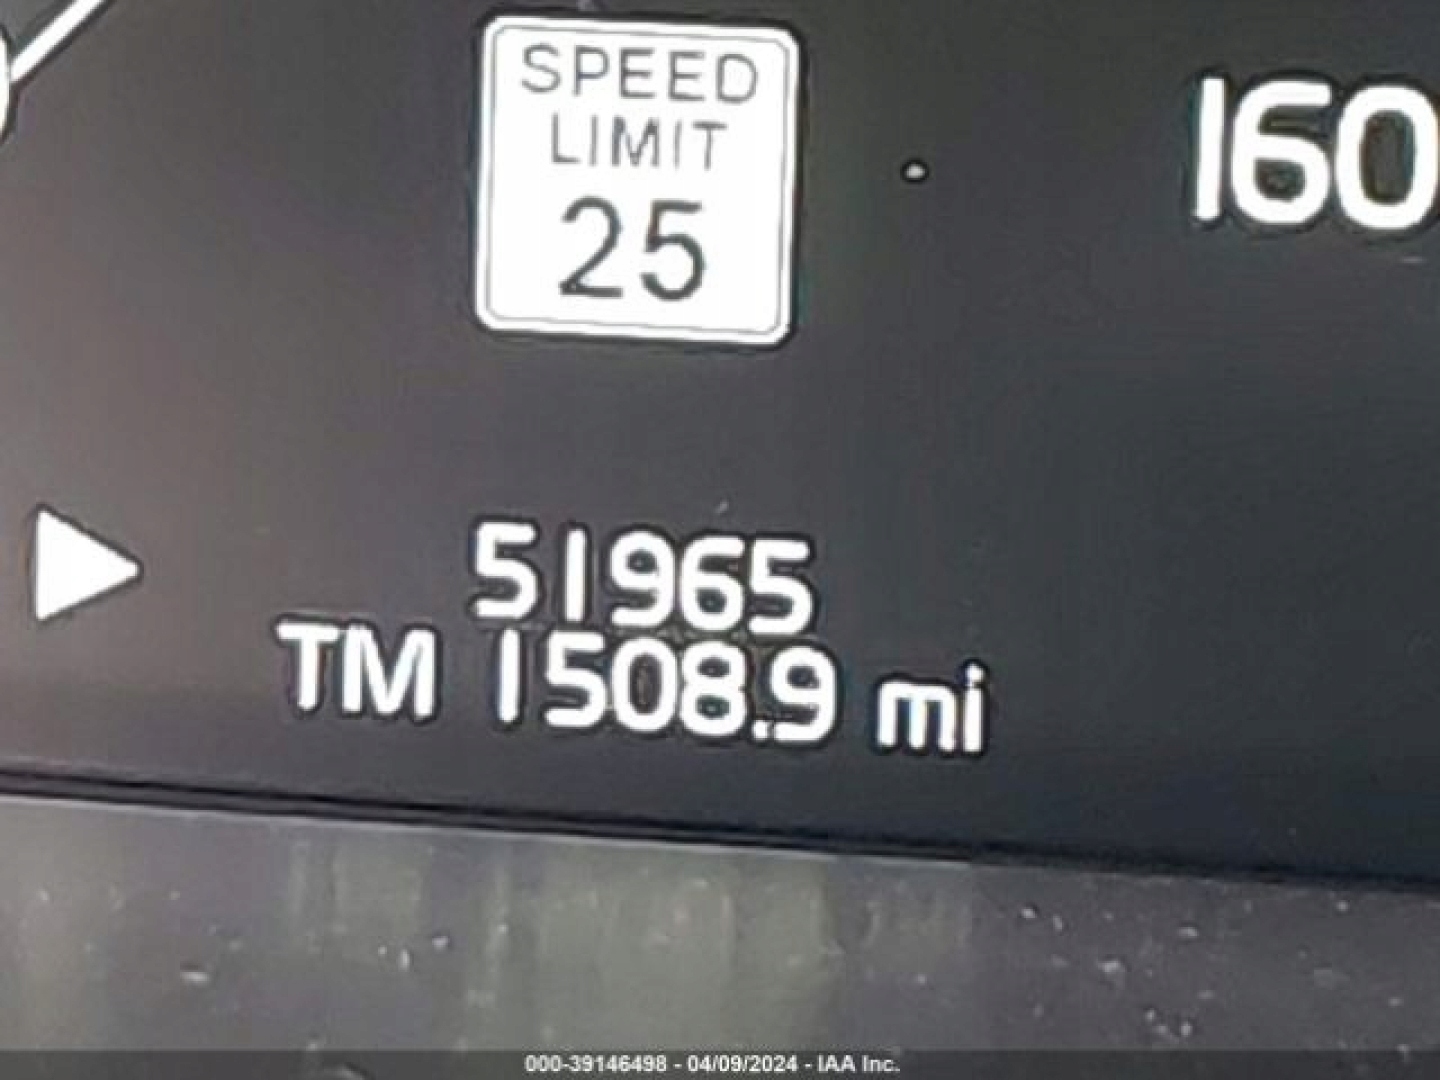 SPEED
LIMIT
25
160
51965
TM 1508.9 mi
000-39146498 - 04/09/2024 - IAA Inc.